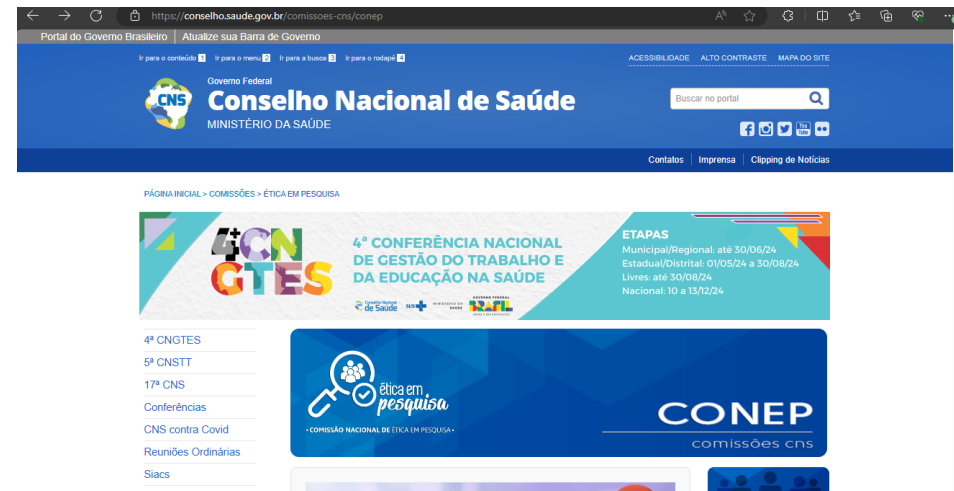 https://conselho.saude.gov.br/comissoes-cns/conep
Portal do Governo Brasileiro
Atualize sua Barra de Governo
Ir para o conteúdo 1 Ir para o menu 2 Ir para a busca 3 Ir para o rodapé 4
ACESSIBILIDADE ALTO CONTRASTE MAPA DO SITE
Governo Federal
CNS
Conselho Nacional de Saúde
MINISTÉRIO DA SAÚDE
Buscar no portal
You Tube
Contatos Imprensa Clipping de Notícias
PÁGINA INICIAL > COMISSÕES > ÉTICA EM PESQUISA
4ª CN
GTES
4ª CONFERÊNCIA NACIONAL
DE GESTÃO DO TRABALHO E
DA EDUCAÇÃO NA SAÚDE
Conselho Nacional de Saúde SUS MINISTÉRIO DA SAÚDE GOVERNO FEDERAL BRASIL
ETAPAS
Municipal/Regional: até 30/06/24
Estadual/Distrital: 01/05/24 a 30/08/24
Livres: até 30/08/24
Nacional: 10 a 13/12/24
4ª CNGTES
5ª CNSTT
17ª CNS
Conferências
CNS contra Covid
Reuniões Ordinárias
Siacs
ética em
pesquisa
• COMISSÃO NACIONAL DE ÉTICA EM PESQUISA •
CONEP
comissões cns